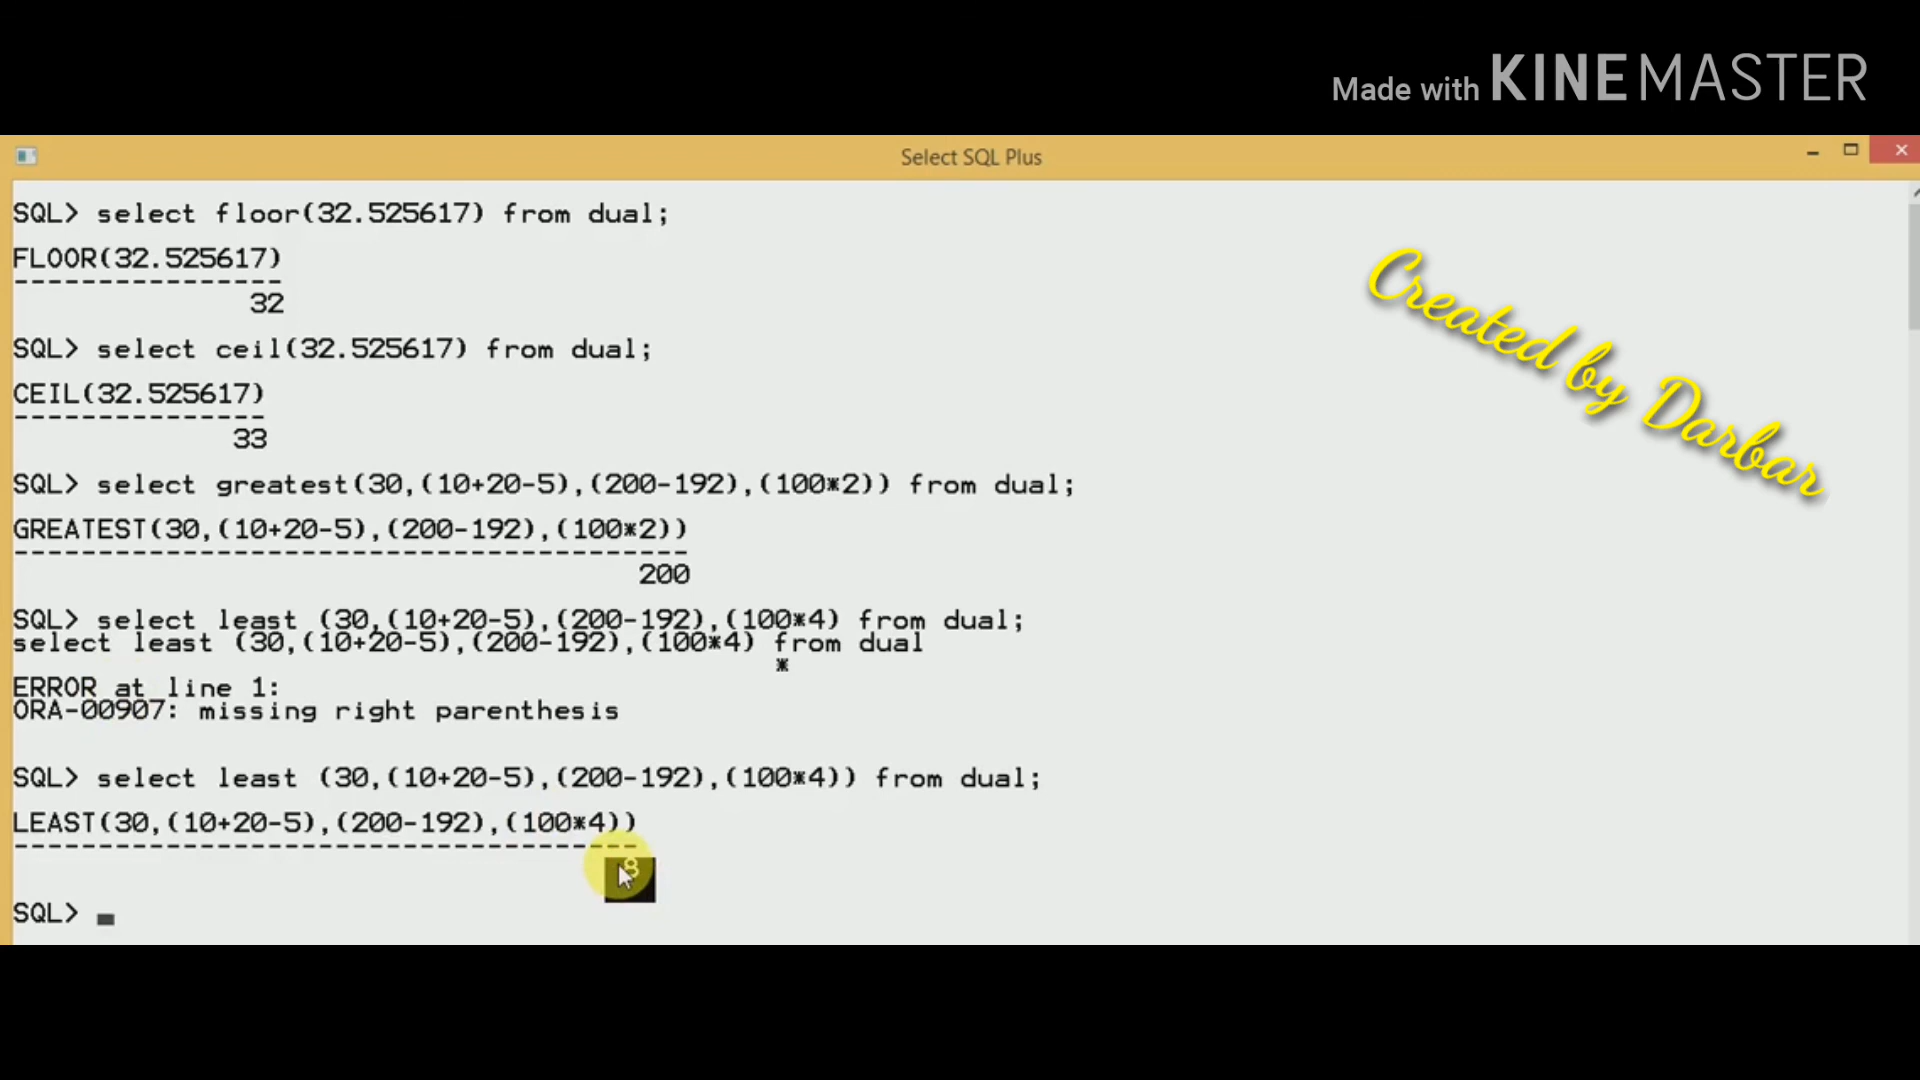 Made with KINEMASTER
Select SQL Plus
SQL> select floor(32.525617) from dual;
FLOOR(32.525617)
----------------
32
SQL> select ceil(32.525617) from dual;
CEIL(32.525617)
---------------
33
SQL> select greatest(30,(10+20-5),(200-192),(100*2)) from dual;
GREATEST(30,(10+20-5),(200-192),(100*2))
----------------------------------------
200
SQL> select least (30,(10+20-5),(200-192),(100*4) from dual;
select least (30,(10+20-5),(200-192),(100*4) from dual
*
ERROR at line 1:
ORA-00907: missing right parenthesis
SQL> select least (30,(10+20-5),(200-192),(100*4)) from dual;
LEAST(30,(10+20-5),(200-192),(100*4))
-------------------------------------
8
SQL>
Created by Darbar